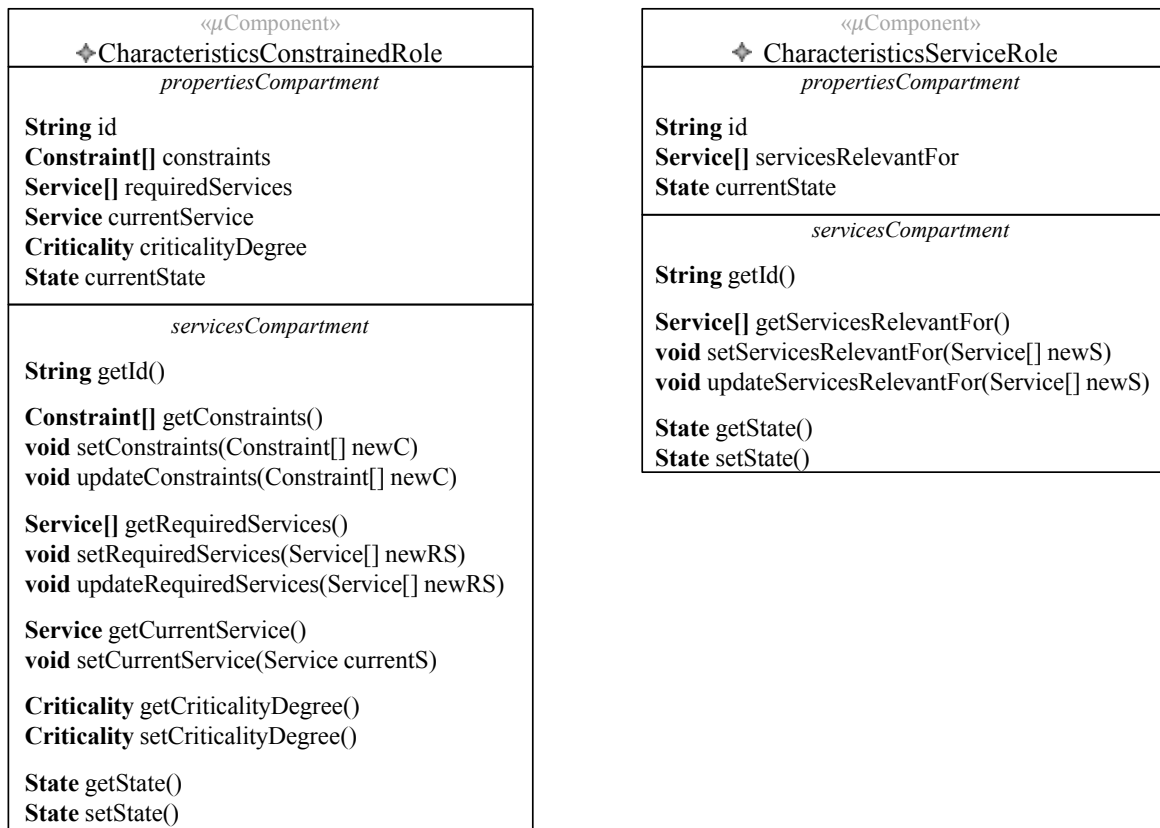 «μComponent»
CharacteristicsConstrainedRole
propertiesCompartment
String id
Constraint[] constraints
Service[] requiredServices
Service currentService
Criticality criticalityDegree
State currentState
servicesCompartment
String getId()
Constraint[] getConstraints()
void setConstraints(Constraint[] newC)
void updateConstraints(Constraint[] newC)
Service[] getRequiredServices()
void setRequiredServices(Service[] newRS)
void updateRequiredServices(Service[] newRS)
Service getCurrentService()
void setCurrentService(Service currentS)
Criticality getCriticalityDegree()
Criticality setCriticalityDegree()
State getState()
State setState()
«μComponent»
CharacteristicsServiceRole
propertiesCompartment
String id
Service[] servicesRelevantFor
State currentState
servicesCompartment
String getId()
Service[] getServicesRelevantFor()
void setServicesRelevantFor(Service[] newS)
void updateServicesRelevantFor(Service[] newS)
State getState()
State setState()